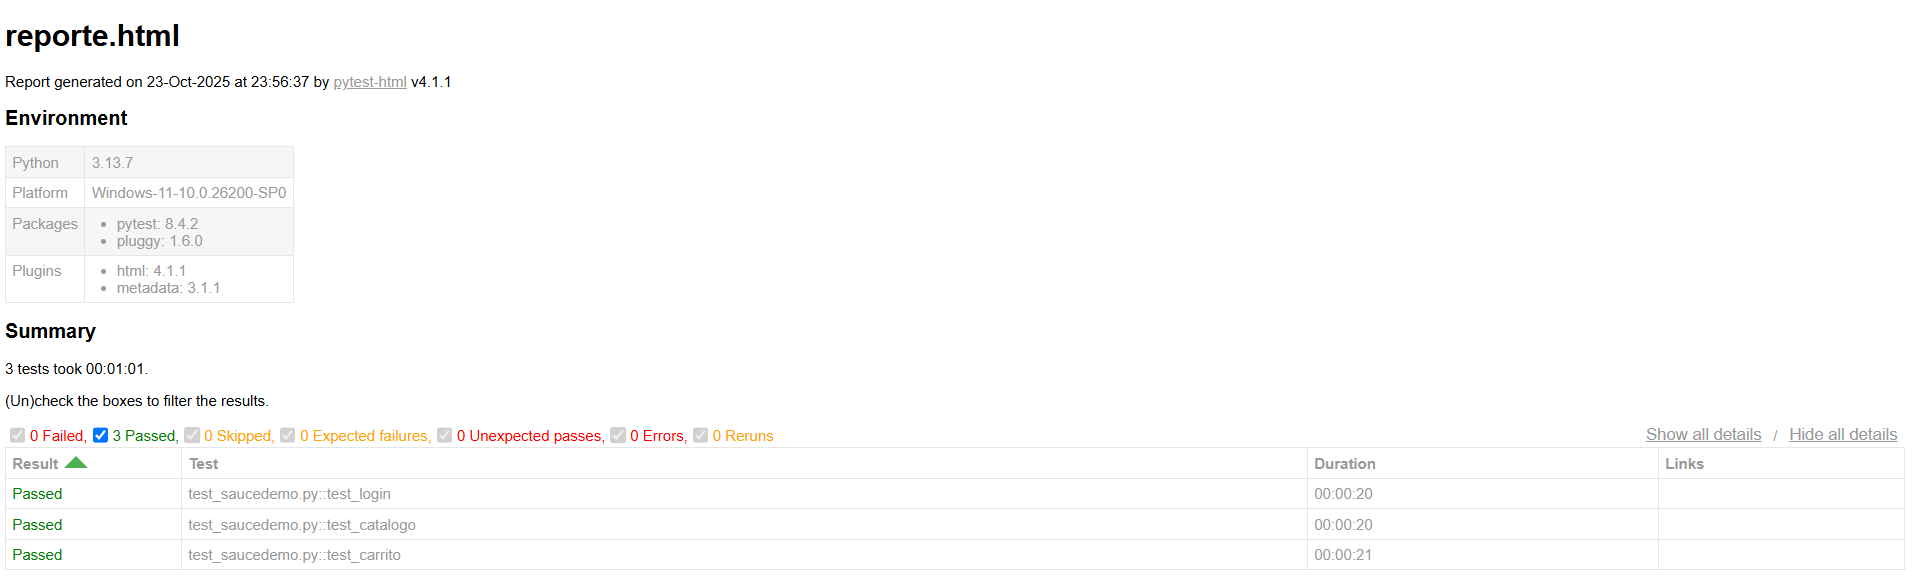 reporte.html
Report generated on 23-Oct-2025 at 23:56:37 by pytest-html v4.1.1
Environment
Python 3.13.7
Platform Windows-11-10.0.26200-SP0
Packages
pytest: 8.4.2
pluggy: 1.6.0
Plugins
html: 4.1.1
metadata: 3.1.1
Summary
3 tests took 00:01:01.
(Un)check the boxes to filter the results.
0 Failed, 3 Passed, 0 Skipped, 0 Expected failures, 0 Unexpected passes, 0 Errors, 0 Reruns Show all details / Hide all details
Result Test Duration Links
Passed test_saucedemo.py::test_login 00:00:20
Passed test_saucedemo.py::test_catalogo 00:00:20
Passed test_saucedemo.py::test_carrito 00:00:21